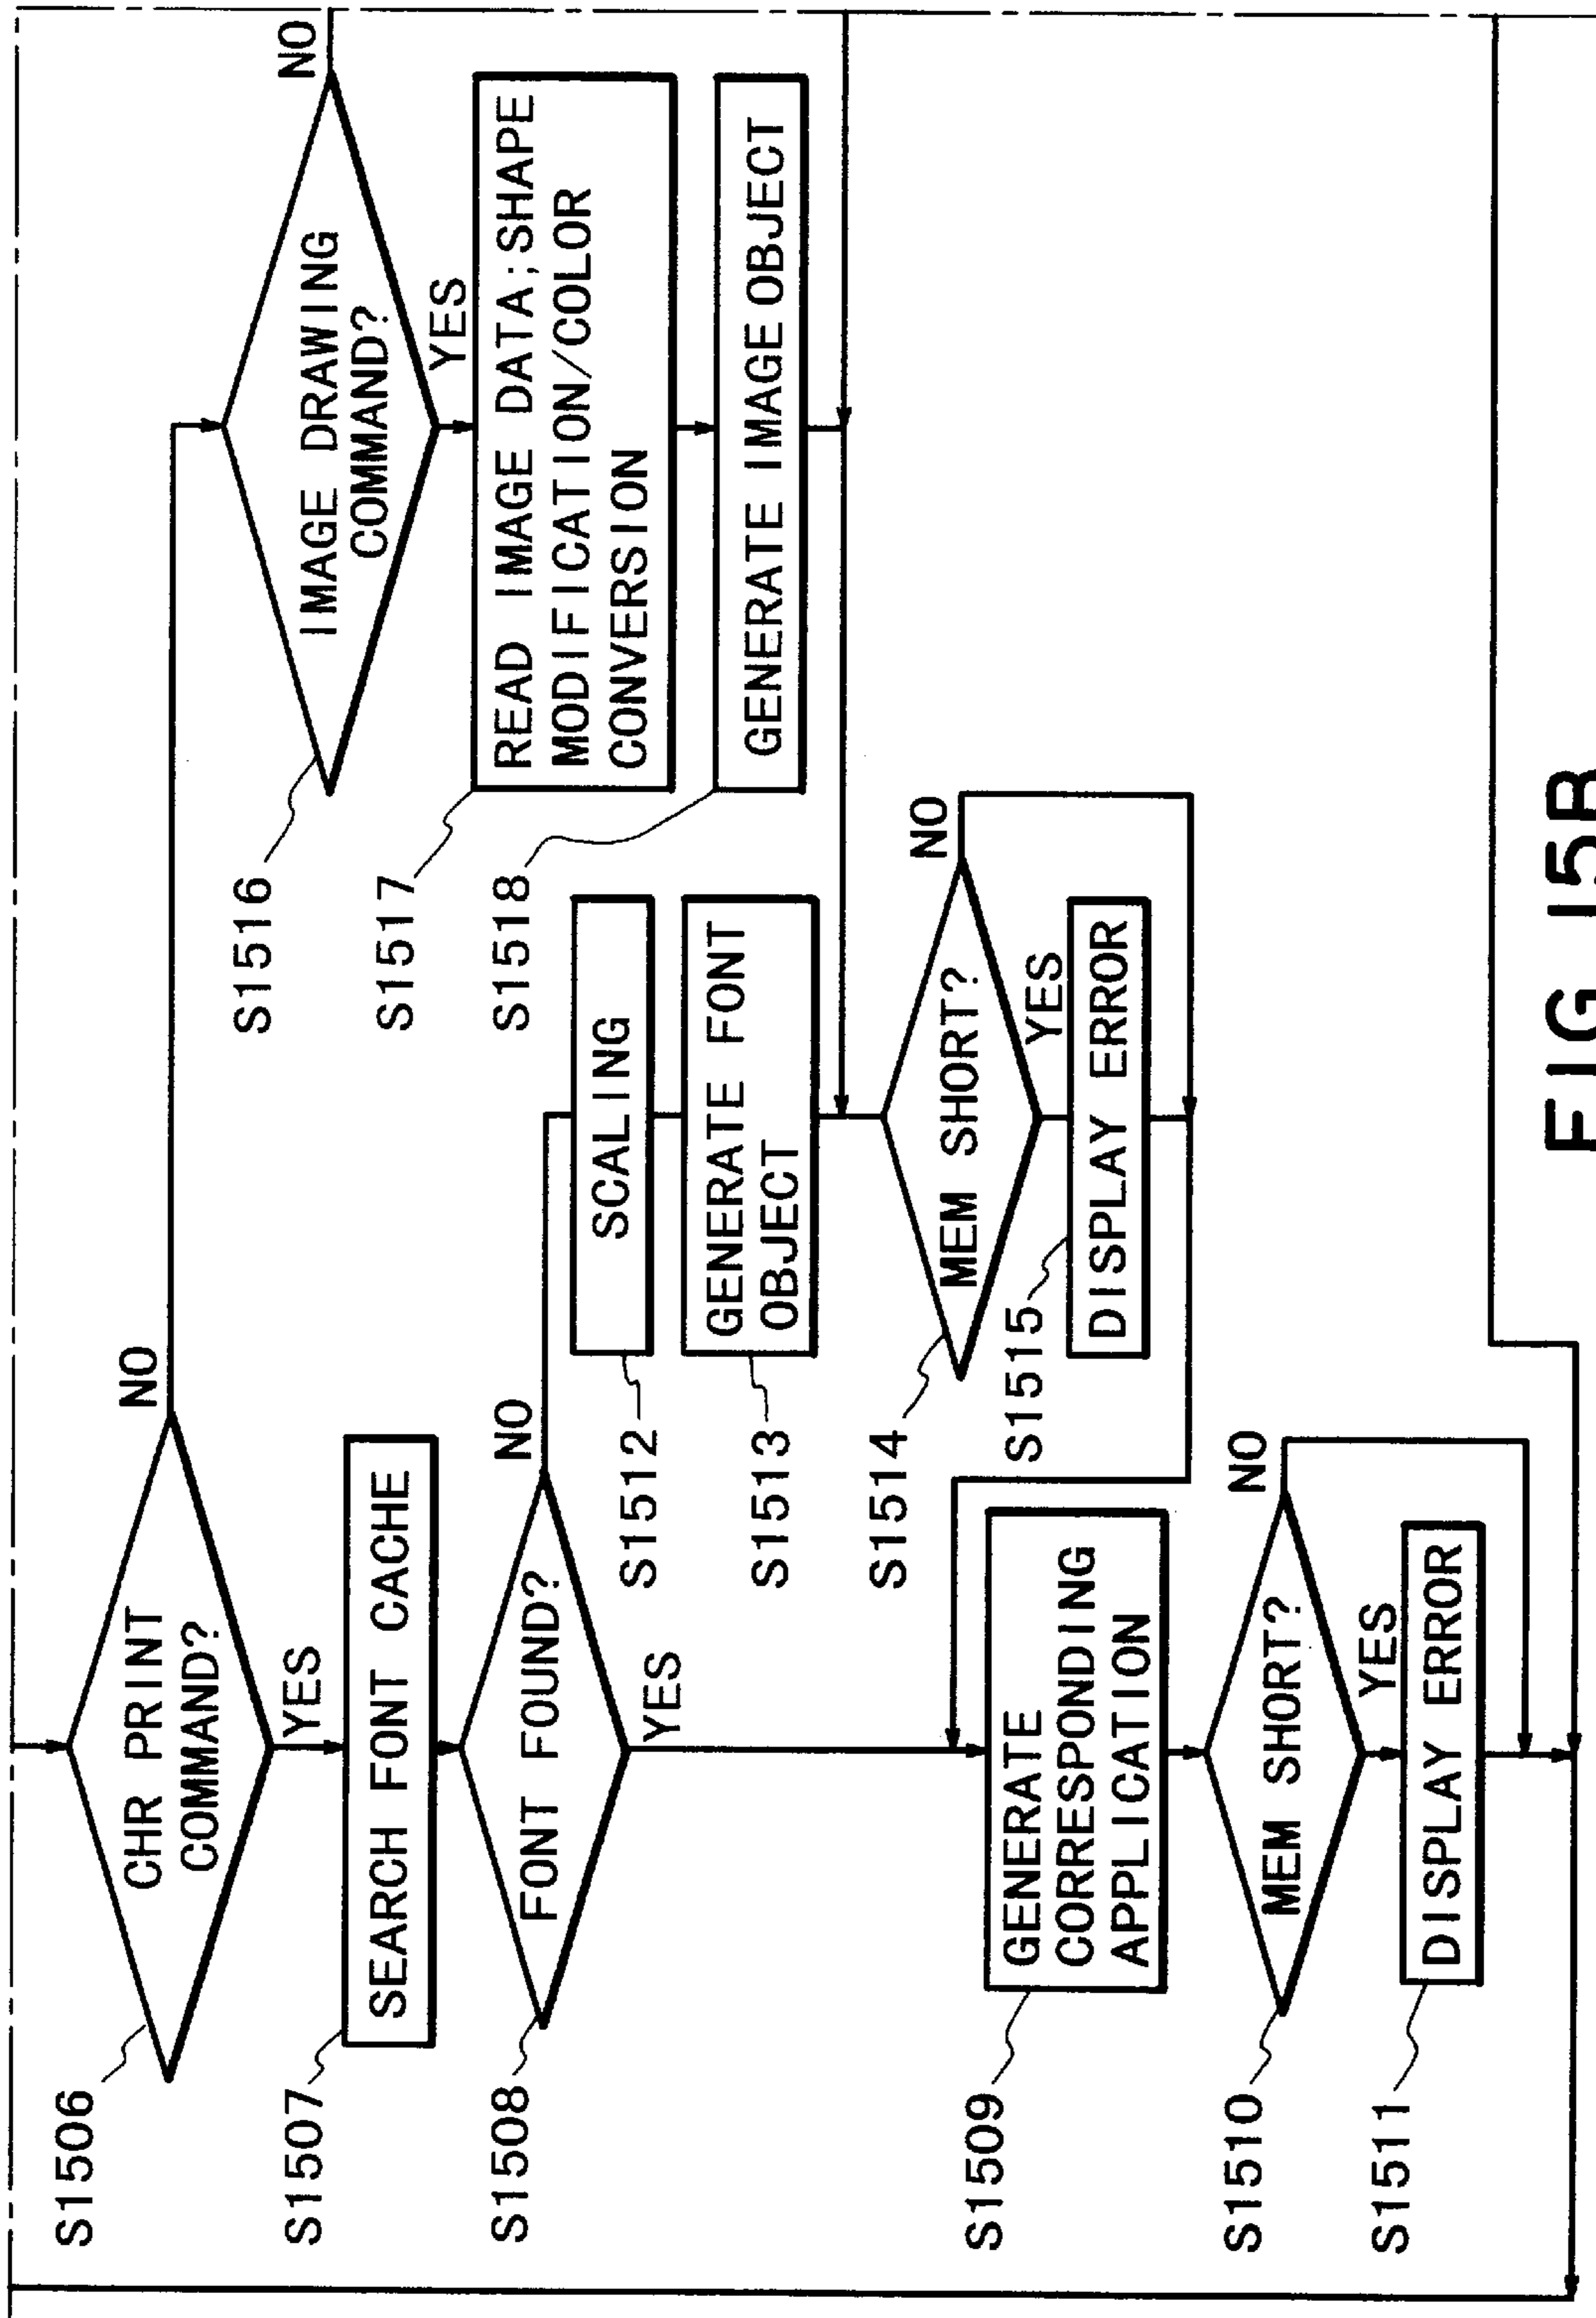 S1506
CHR PRINT
COMMAND?
NO
YES
S1507
SEARCH FONT CACHE
S1508
FONT FOUND?
NO
YES
S1509
GENERATE
CORRESPONDING
APPLICATION
S1510
MEM SHORT?
NO
YES
S1511
DISPLAY ERROR
S1512
SCALING
S1513
GENERATE FONT
OBJECT
S1514
MEM SHORT?
NO
YES
S1515
DISPLAY ERROR
S1516
IMAGE DRAWING
COMMAND?
NO
YES
S1517
READ IMAGE DATA;SHAPE
MODIFICATION/COLOR
CONVERSION
S1518
GENERATE IMAGE OBJECT
FIG.15B